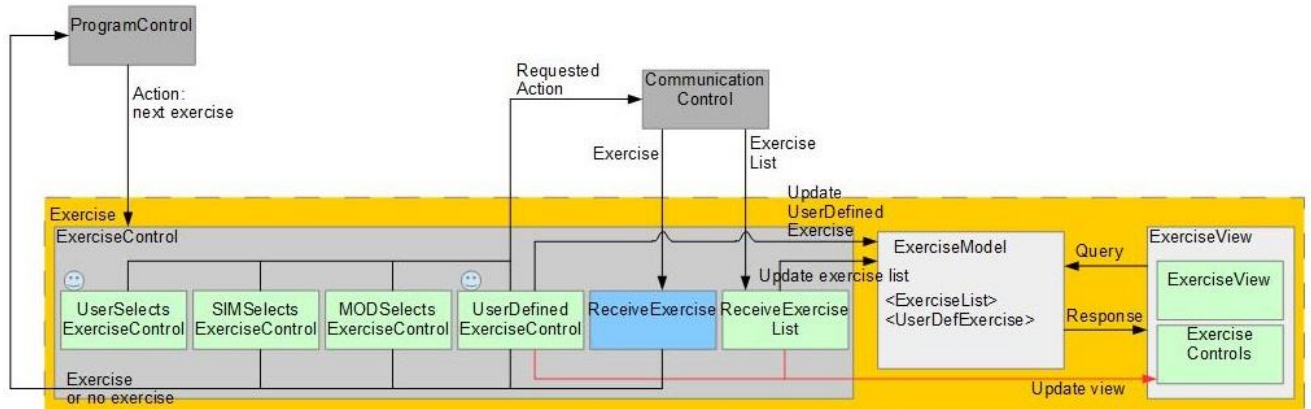 ProgramControl
Action:
next exercise
Requested
Action
Communication
Control
Exercise
Exercise
List
Update
UserDefined
Exercise
Exercise
ExerciseControl
ExerciseModel
<ExerciseList>
<UserDefExercise>
Query
Response
ExerciseView
ExerciseView
Exercise
Controls
Update exercise list
UserSelects
ExerciseControl
SIMSelects
ExerciseControl
MODSelects
ExerciseControl
UserDefined
ExerciseControl
ReceiveExercise
ReceiveExercise
List
Exercise
or no exercise
Update view